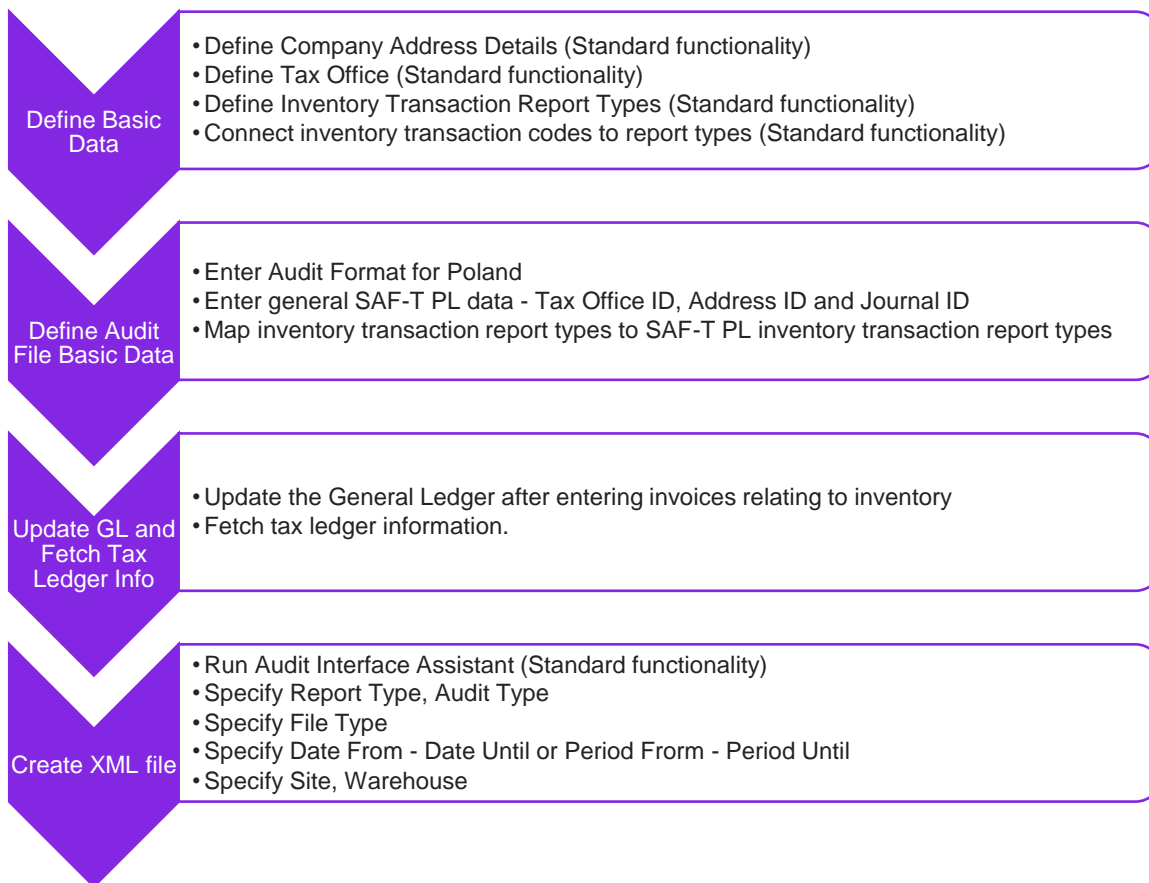 Define Basic
Data
• Define Company Address Details (Standard functionality)
• Define Tax Office (Standard functionality)
• Define Inventory Transaction Report Types (Standard functionality)
• Connect inventory transaction codes to report types (Standard functionality)
Define Audit
File Basic Data
• Enter Audit Format for Poland
• Enter general SAF-T PL data - Tax Office ID, Address ID and Journal ID
• Map inventory transaction report types to SAF-T PL inventory transaction report types
Update GL and
Fetch Tax
Ledger Info
• Update the General Ledger after entering invoices relating to inventory
• Fetch tax ledger information.
Create XML file
• Run Audit Interface Assistant (Standard functionality)
• Specify Report Type, Audit Type
• Specify File Type
• Specify Date From - Date Until or Period Frorm - Period Until
• Specify Site, Warehouse